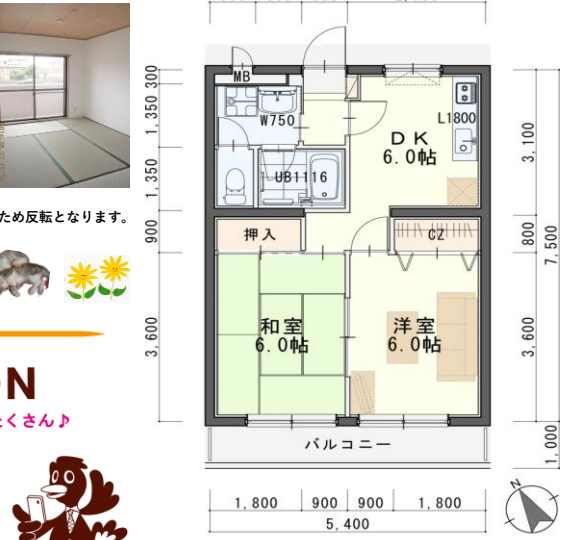 MB
W750
UB1116
DK
6.0帖
L1800
押入
CZ
和室
6.0帖
洋室
6.0帖
バルコニー
300
1,350
1,350
900
3,600
3,100
800
3,600
7,500
1,000
1,800 900 900 1,800
5,400
N
ため反転となります。
ON
くさん♪